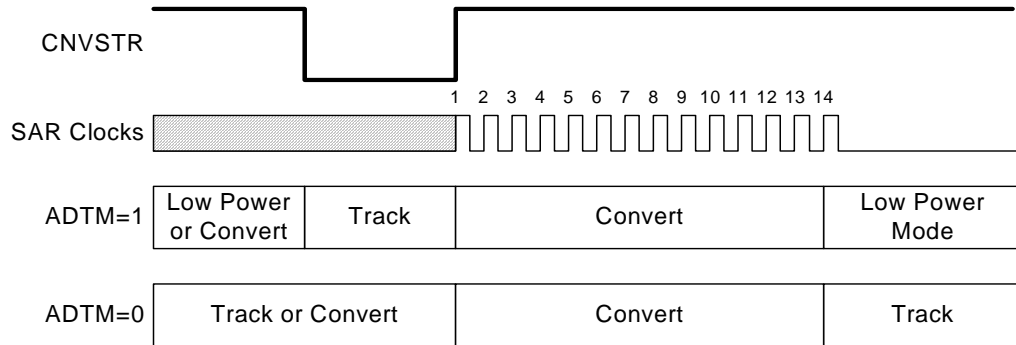 CNVSTR
1 2 3 4 5 6 7 8 9 10 11 12 13 14
SAR Clocks
ADTM=1
Low Power
or Convert
Track
Convert
Low Power
Mode
ADTM=0
Track or Convert
Convert
Track